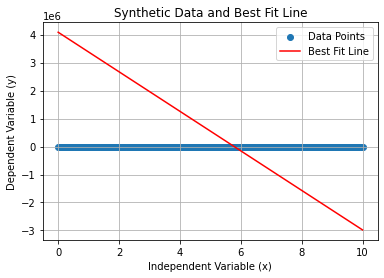 Synthetic Data and Best Fit Line
1e6
Data Points
Best Fit Line
Dependent Variable (y)
4
3
2
1
0
−1
−2
−3
0 2 4 6 8 10
Independent Variable (x)